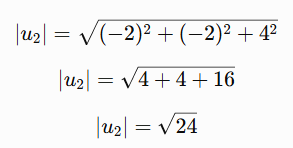 |u₂| = √((−2)² + (−2)² + 4²)
|u₂| = √(4 + 4 + 16)
|u₂| = √24